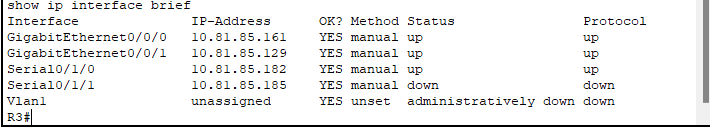 show ip interface brief
Interface IP-Address OK? Method Status Protocol
GigabitEthernet0/0/0 10.81.85.161 YES manual up up
GigabitEthernet0/0/1 10.81.85.129 YES manual up up
Serial0/1/0 10.81.85.182 YES manual up up
Serial0/1/1 10.81.85.185 YES manual down down
Vlan1 unassigned YES unset administratively down down
R3#